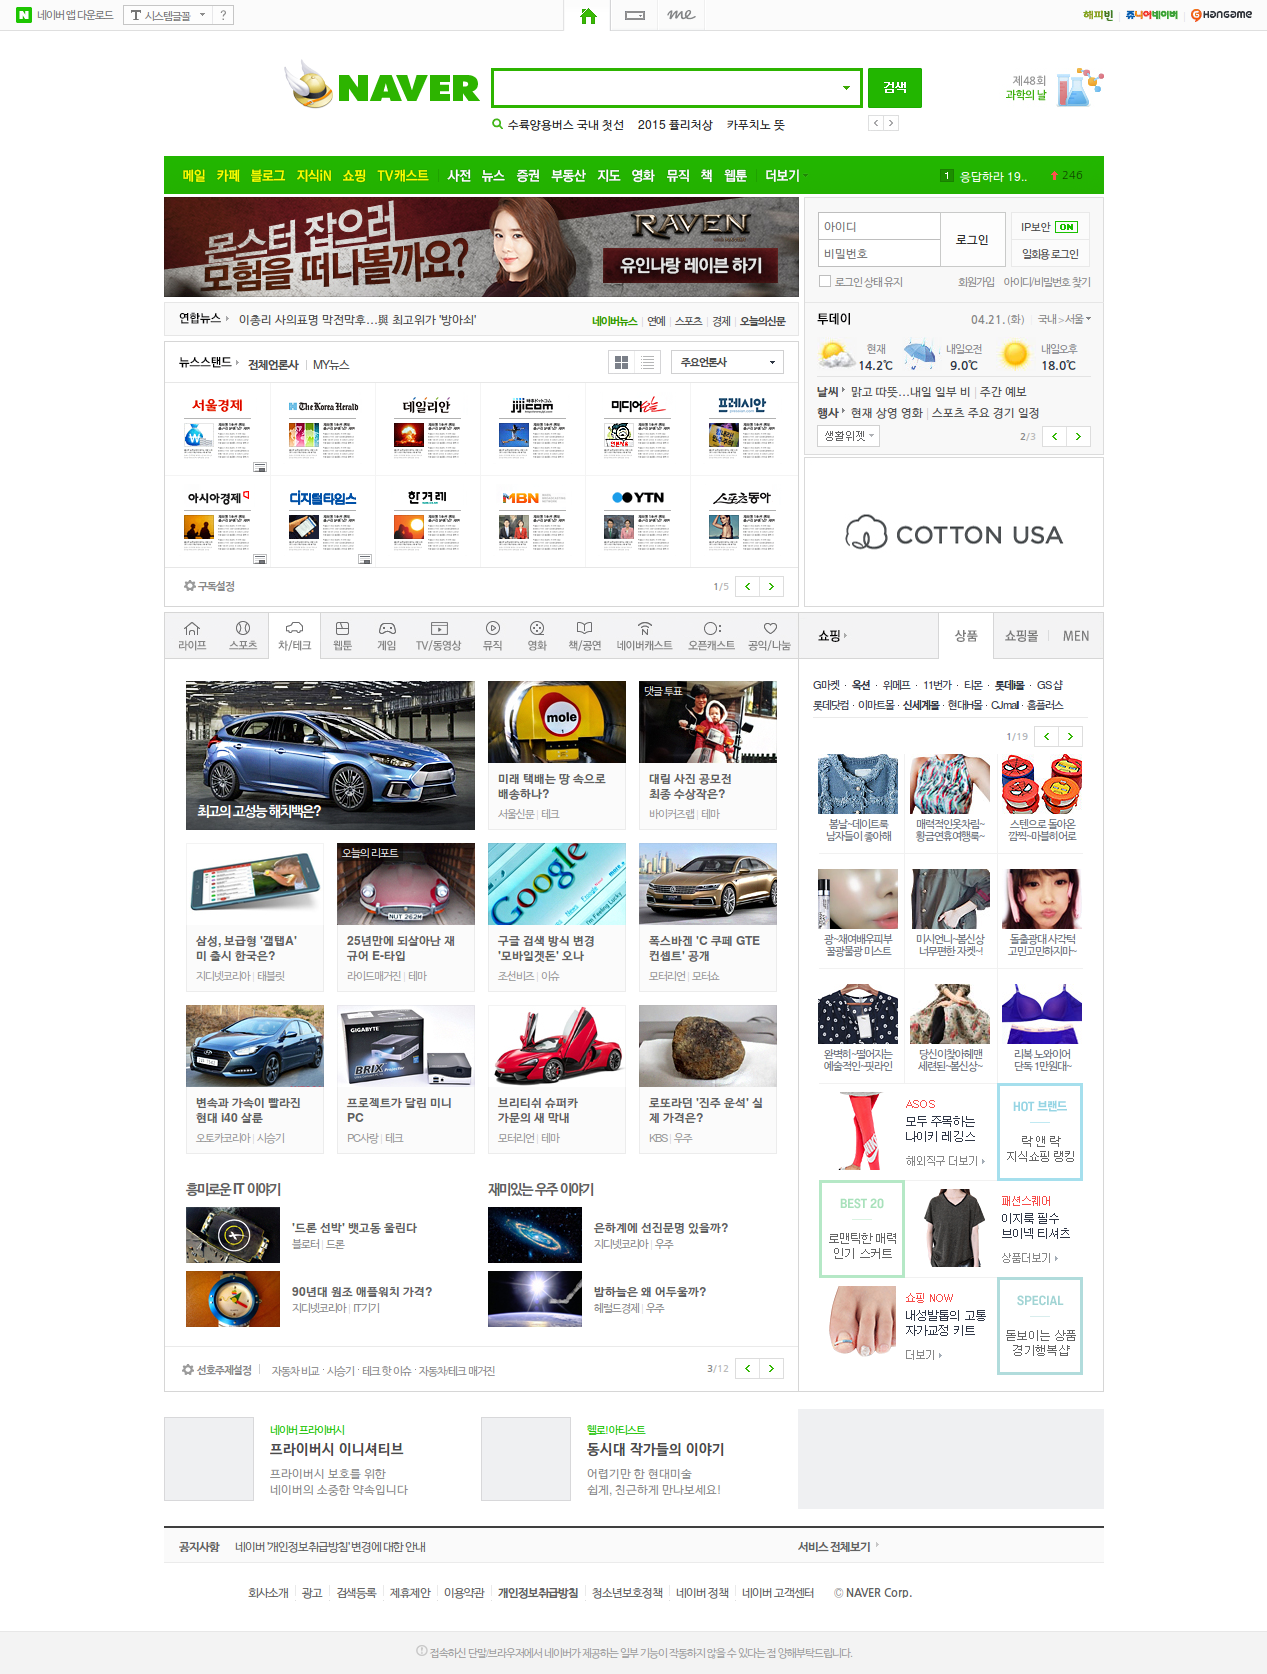 네이버 앱 다운로드
시스템글꼴
?
me
해피빈
쥬니어네이버
HANGAME
NAVER
검색
제48회
과학의 날
수륙양용버스 국내 첫선
2015 퓰리처상
카푸치노 뜻
메일 카페 블로그 지식iN 쇼핑 TV캐스트 사전 뉴스 증권 부동산 지도 영화 뮤직 책 웹툰 더보기
1 응답하라 19.. 246
몬스터 잡으러
모험을 떠나볼까요?
RAVEN
유인나랑 레이븐 하기
아이디
비밀번호
로그인
IP보안 ON
일회용 로그인
로그인 상태 유지
회원가입
아이디/비밀번호 찾기
연합뉴스
이총리 사의표명 막전막후…與 최고위가 '방아쇠'
네이버뉴스 연예 스포츠 경제 오늘의신문
투데이
04.21.(화)
국내>서울
현재
14.2℃
내일오전
9.0℃
내일오후
18.0℃
날씨 맑고 따뜻…내일 일부 비 | 주간 예보
행사 현재 상영 영화 | 스포츠 주요 경기 일정
생활위젯
2/3
뉴스스탠드
전체언론사
MY뉴스
주요언론사
서울경제
The Korea Herald
데일리안
jijicom
미디어오늘
프레시안
아시아경제
디지털타임스
한겨레
MBN
YTN
스포츠동아
구독설정
1/5
COTTON USA
라이프 스포츠 차/테크 웹툰 게임 TV/동영상 뮤직 영화 책/공연 네이버캐스트 오픈캐스트 공익/나눔
쇼핑
상품
쇼핑몰
MEN
최고의 고성능 해치백은?
mole
미래 택배는 땅 속으로
배송하나?
서울신문 | 테크
댓글 투표
대림 사진 공모전
최종 수상작은?
바이커즈랩 | 테마
삼성, 보급형 '갤탭A'
미 출시 한국은?
지디넷코리아 | 태블릿
오늘의 리포트
NUT 262M
25년만에 되살아난 재
규어 E-타입
라이드매거진 | 테마
Google
구글 검색 방식 변경
'모바일겟돈' 오나
조선비즈 | 이슈
폭스바겐 'C 쿠페 GTE
컨셉트' 공개
모터리언 | 모터쇼
변속과 가속이 빨라진
현대 i40 살룬
오토카코리아 | 시승기
GIGABYTE
BRIX
Projector
프로젝트가 달린 미니
PC
PC사랑 | 테크
브리티쉬 슈퍼카
가문의 새 막내
모터리언 | 테마
로또라던 '진주 운석' 실
제 가격은?
KBS | 우주
흥미로운 IT 이야기
'드론 선박' 뱃고동 울린다
블로터 | 드론
90년대 원조 애플워치 가격?
지디넷코리아 | IT기기
재미있는 우주 이야기
은하계에 선진문명 있을까?
지디넷코리아 | 우주
밤하늘은 왜 어두울까?
헤럴드경제 | 우주
선호주제설정
자동차 비교 · 시승기 · 테크 핫 이슈 · 자동차/테크 매거진
3/12
G마켓 · 옥션 · 위메프 · 11번가 · 티몬 · 롯데i몰 · GS샵
롯데닷컴 · 이마트몰 · 신세계몰 · 현대H몰 · CJmall · 홈플러스
1/19
봄날~데이트룩
남자들이 좋아해
매력적인옷차림~
황금연휴여행룩~
스텐으로 돌아온
깜찍~마블히어로
광~채여배우피부
꿀광물광 미스트
미시언니~봄신상
너무편한 자켓~!
돌출광대 사각턱
고민고민하지마~
완벽히~떨어지는
예술적인~핏라인
당신이찾아헤맨
세련된~봄신상~
리복 노와이어
단독 1만원대~
ASOS
모두 주목하는
나이키 레깅스
해외직구 더보기
HOT 브랜드
락 앤 락
지식쇼핑 랭킹
BEST 20
로맨틱한 매력
인기 스커트
패션스퀘어
이지룩 필수
브이넥 티셔츠
상품더보기
쇼핑 NOW
내성발톱의 고통
자가교정 키트
더보기
SPECIAL
돋보이는 상품
경기행복샵
네이버 프라이버시
프라이버시 이니셔티브
프라이버시 보호를 위한
네이버의 소중한 약속입니다
헬로!아티스트
동시대 작가들의 이야기
어렵기만 한 현대미술
쉽게, 친근하게 만나보세요!
공지사항
네이버 '개인정보 취급방침' 변경에 대한 안내
서비스 전체보기
회사소개 광고 검색등록 제휴제안 이용약관 개인정보취급방침 청소년보호정책 네이버 정책 네이버 고객센터 © NAVER Corp.
접속하신 단말/브라우저에서 네이버가 제공하는 일부 기능이 작동하지 않을 수 있다는 점 양해부탁드립니다.